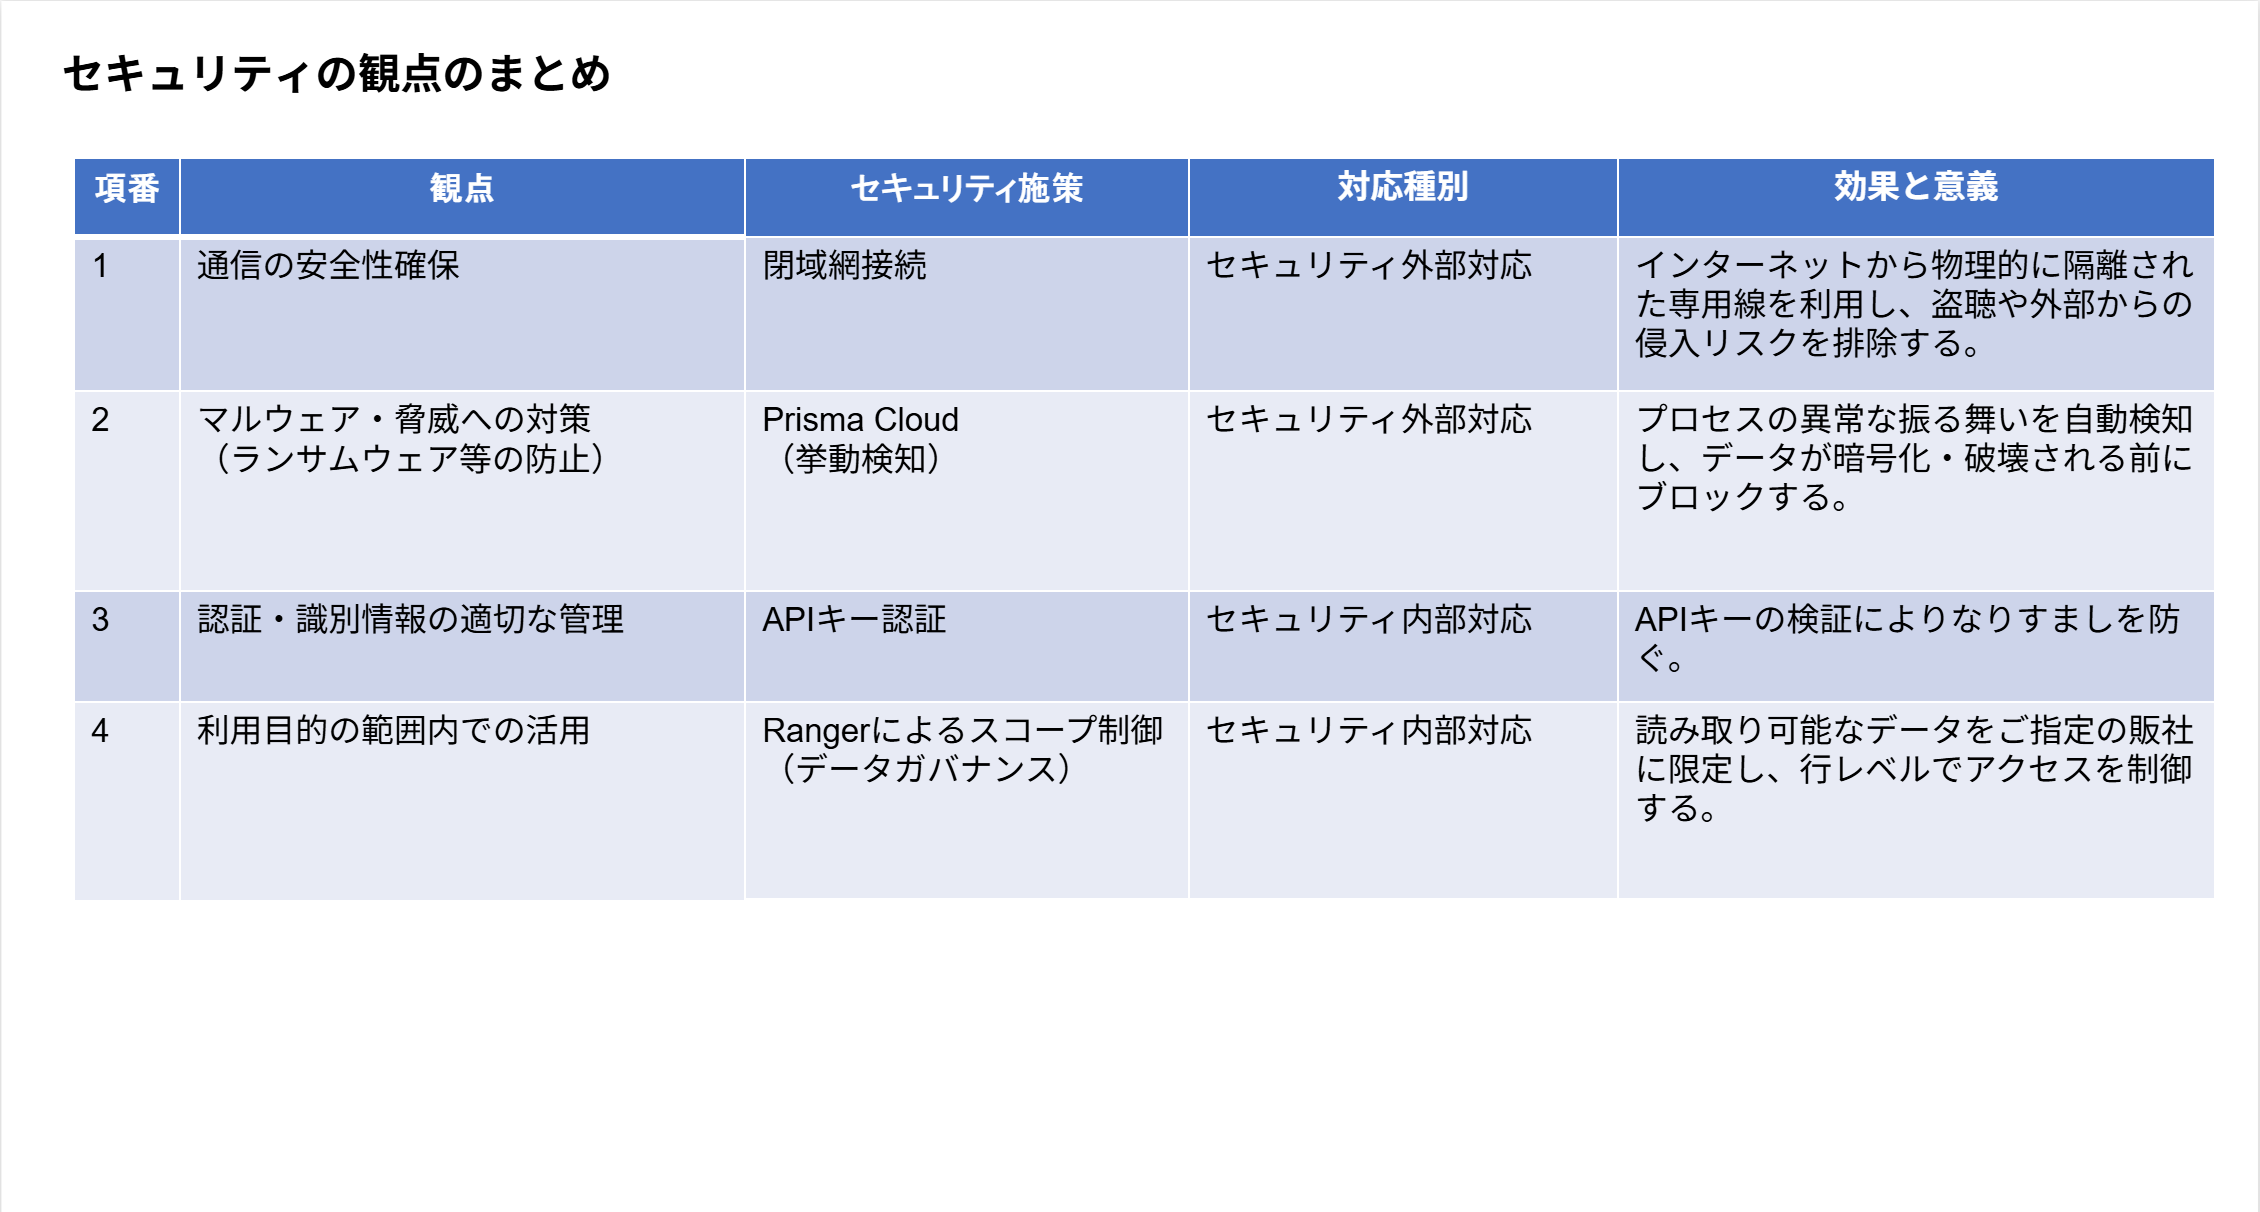 セキュリティの観点のまとめ
項番 観点 セキュリティ施策 対応種別 効果と意義
1 通信の安全性確保 閉域網接続 セキュリティ外部対応 インターネットから物理的に隔離され
た専用線を利用し、盗聴や外部からの
侵入リスクを排除する。
2 マルウェア・脅威への対策 Prisma Cloud セキュリティ外部対応 プロセスの異常な振る舞いを自動検知
（ランサムウェア等の防止） （挙動検知） し、データが暗号化・破壊される前に
ブロックする。
3 認証・識別情報の適切な管理 APIキー認証 セキュリティ内部対応 APIキーの検証によりなりすましを防
ぐ。
4 利用目的の範囲内での活用 Rangerによるスコープ制御 セキュリティ内部対応 読み取り可能なデータをご指定の販社
（データガバナンス） に限定し、行レベルでアクセスを制御
する。